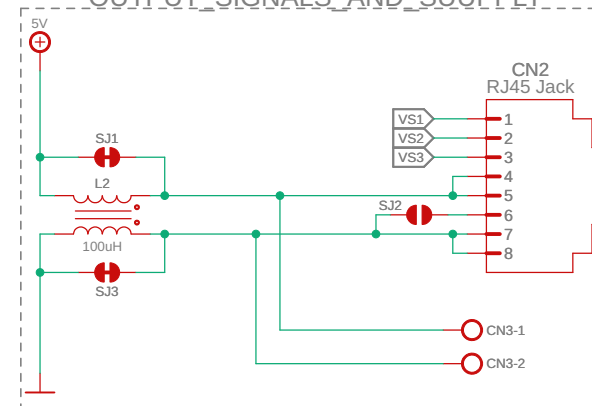 OUTPUT_SIGNALS_AND_SUPPLY
5V
CN2
RJ45 Jack
SJ1
VS1
VS2
VS3
1
2
3
4
5
6
7
8
L2
SJ2
100uH
SJ3
CN3-1
CN3-2